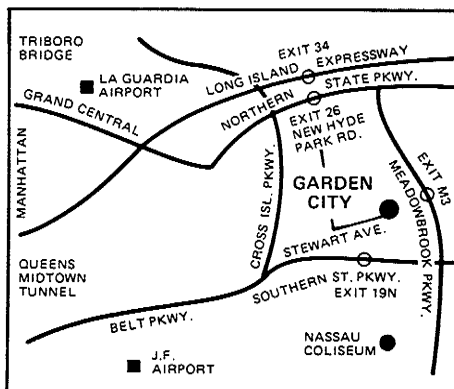 TRIBORO
BRIDGE
LA GUARDIA
AIRPORT
GRAND CENTRAL
LONG ISLAND EXPRESSWAY
EXIT 34
NORTHERN STATE PKWY.
EXIT 26
NEW HYDE
PARK RD.
MANHATTAN
GARDEN
CITY
EXIT M3
MEADOWBROOK PKWY.
CROSS ISL. PKWY.
STEWART AVE.
QUEENS
MIDTOWN
TUNNEL
SOUTHERN ST. PKWY.
EXIT 19N
BELT PKWY.
NASSAU
COLISEUM
J.F.
AIRPORT